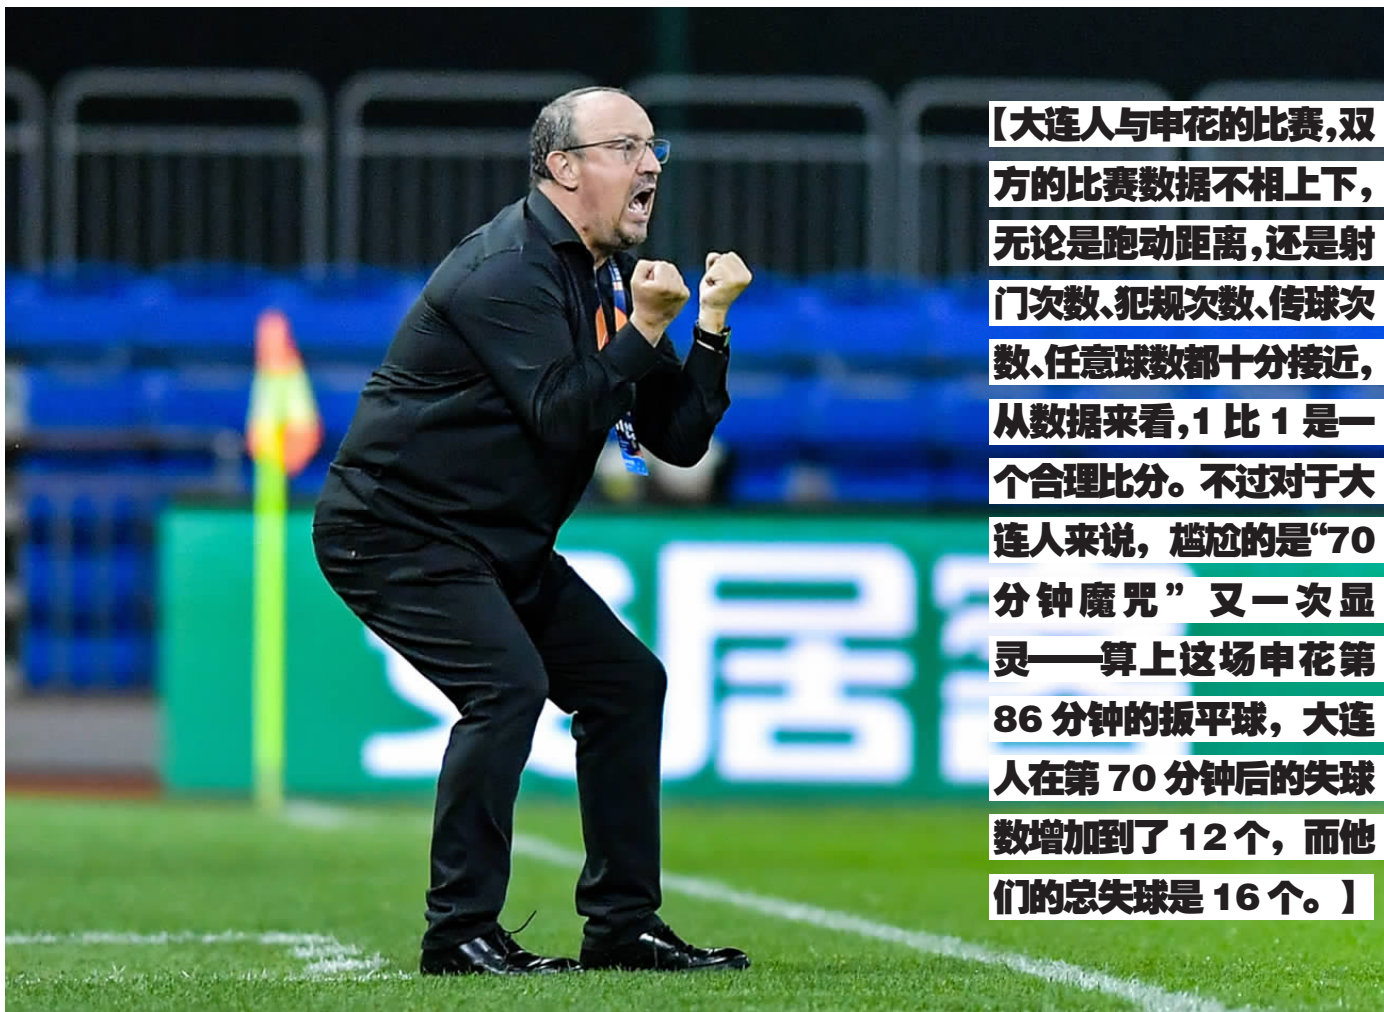 【大连人与申花的比赛，双
方的比赛数据不相上下，
无论是跑动距离，还是射
门次数、犯规次数、传球次
数、任意球数都十分接近，
从数据来看，1 比 1 是一
个合理比分。不过对于大
连人来说，尴尬的是“70
分钟魔咒”又一次显
灵——算上这场申花第
86 分钟的扳平球，大连
人在第 70 分钟后的失球
数增加到了 12 个，而他
们的总失球是 16 个。】
居